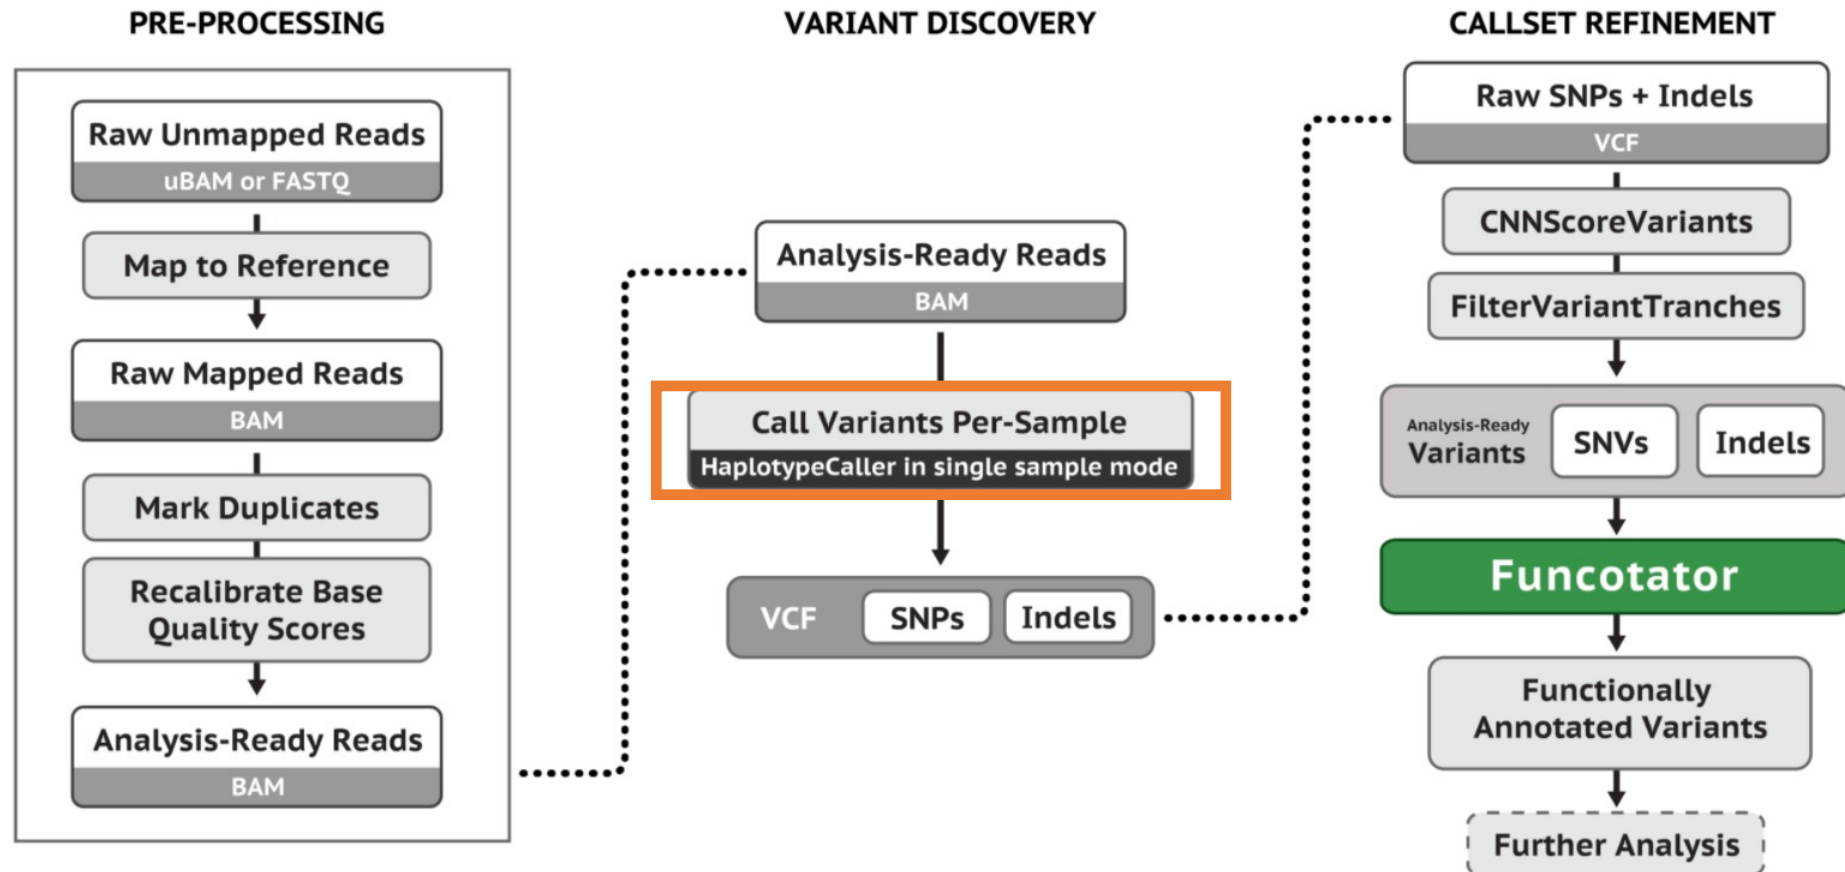 PRE-PROCESSING
Raw Unmapped Reads
uBAM or FASTQ
Map to Reference
Raw Mapped Reads
BAM
Mark Duplicates
Recalibrate Base
Quality Scores
Analysis-Ready Reads
BAM
VARIANT DISCOVERY
Analysis-Ready Reads
BAM
Call Variants Per-Sample
HaplotypeCaller in single sample mode
VCF SNPs Indels
CALLSET REFINEMENT
Raw SNPs + Indels
VCF
CNNScoreVariants
FilterVariantTranches
Analysis-Ready
Variants SNVs Indels
Funcotator
Functionally
Annotated Variants
Further Analysis